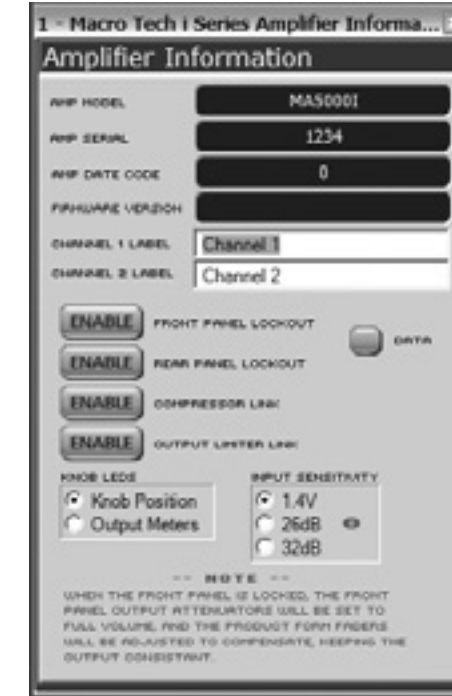 1 - Macro Tech i Series Amplifier Informa...
Amplifier Information
AMP MODEL MA5000I
AMP SERIAL 1234
AMP DATE CODE 0
FIRMWARE VERSION
CHANNEL 1 LABEL Channel 1
CHANNEL 2 LABEL Channel 2
ENABLE FRONT PANEL LOCKOUT
DATA
ENABLE REAR PANEL LOCKOUT
ENABLE COMPRESSOR LINK
ENABLE OUTPUT LIMITER LINK
KNOB LEDS INPUT SENSITIVITY
Knob Position 1.4V
Output Meters 26dB
32dB
-- NOTE --
WHEN THE FRONT PANEL IS LOCKED, THE FRONT
PANEL OUTPUT ATTENUATORS WILL BE SET TO
FULL VOLUME, AND THE PRODUCT FORM FADERS
WILL BE ADJUSTED TO COMPENSATE, KEEPING THE
OUTPUT CONSISTANT.